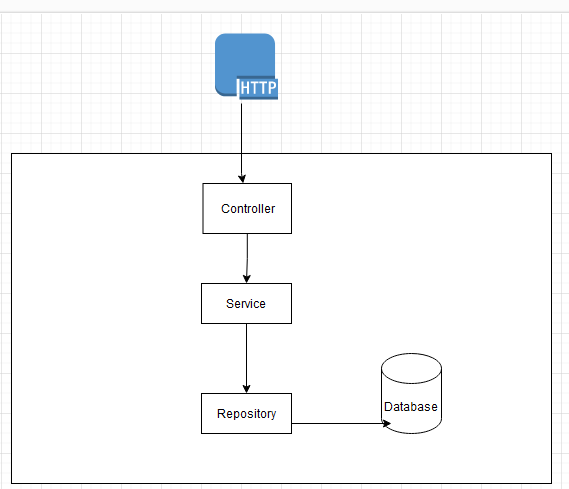 HTTP
Controller
Service
Repository
Database